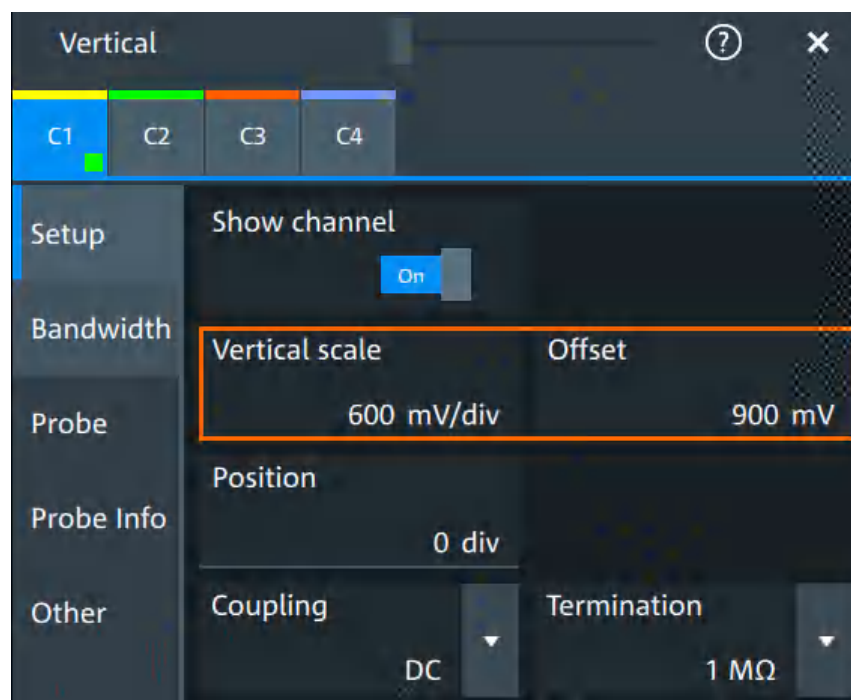 Vertical
?
C1 C2 C3 C4
Setup
Show channel
On
Bandwidth
Vertical scale Offset
600 mV/div 900 mV
Probe
Position
Probe Info
0 div
Other
Coupling Termination
DC 1 MΩ